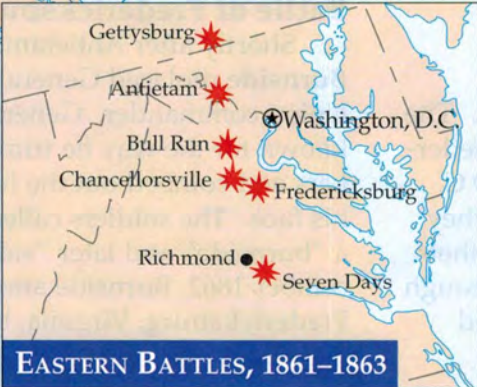 Gettysburg
Antietam
Washington, D.C.
Bull Run
Chancellorsville
Fredericksburg
Richmond
Seven Days
EASTERN BATTLES, 1861–1863